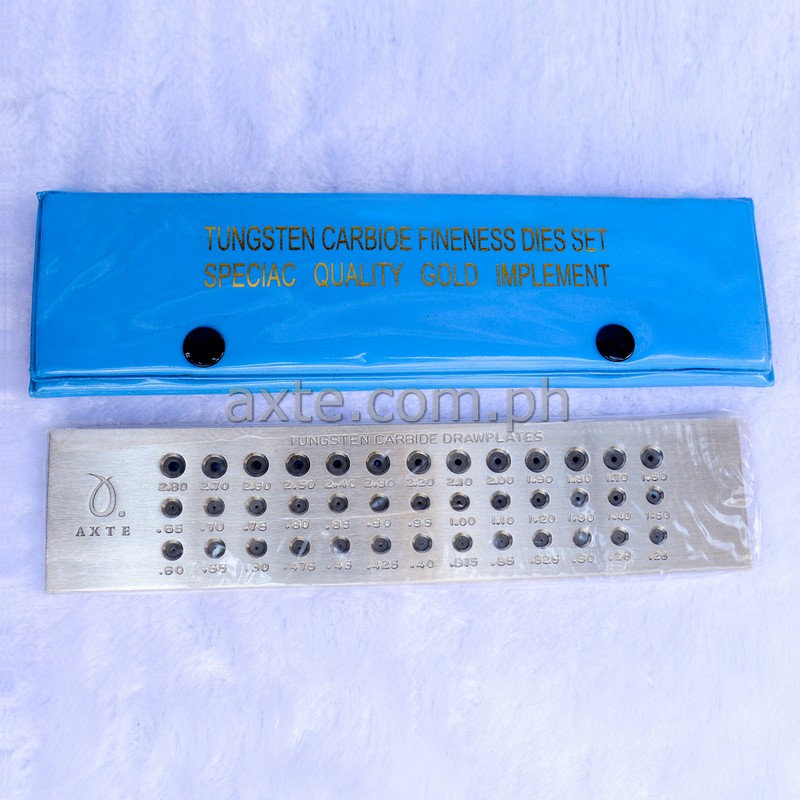 TUNGSTEN CARBIOE FINENESS DIES SET
SPECIAC QUALITY GOLD IMPLEMENT
axte.com.ph
TUNGSTEN CARBIDE DRAWPLATES
2.80 2.70 2.60 2.50 2.40 2.30 2.20 2.10 2.00 1.90 1.80 1.70 1.60
.65 .70 .75 .80 .85 .90 .95 1.00 1.10 1.20 1.30 1.40 1.50
AXTE
.60 .55 .50 .475 .45 .425 .40 .375 .35 .325 .30 .28 .26